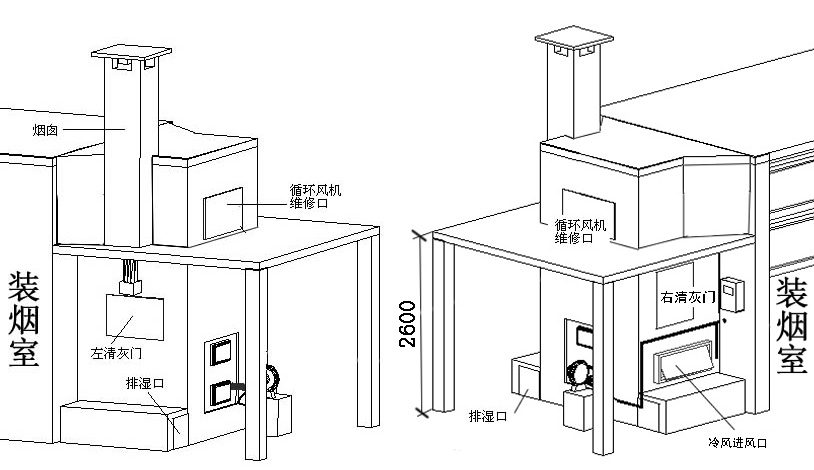 烟囱
循环风机
维修口
装烟室
左清灰门
排湿口
循环风机
维修口
右清灰门
装烟室
2600
排湿口
冷风进风口